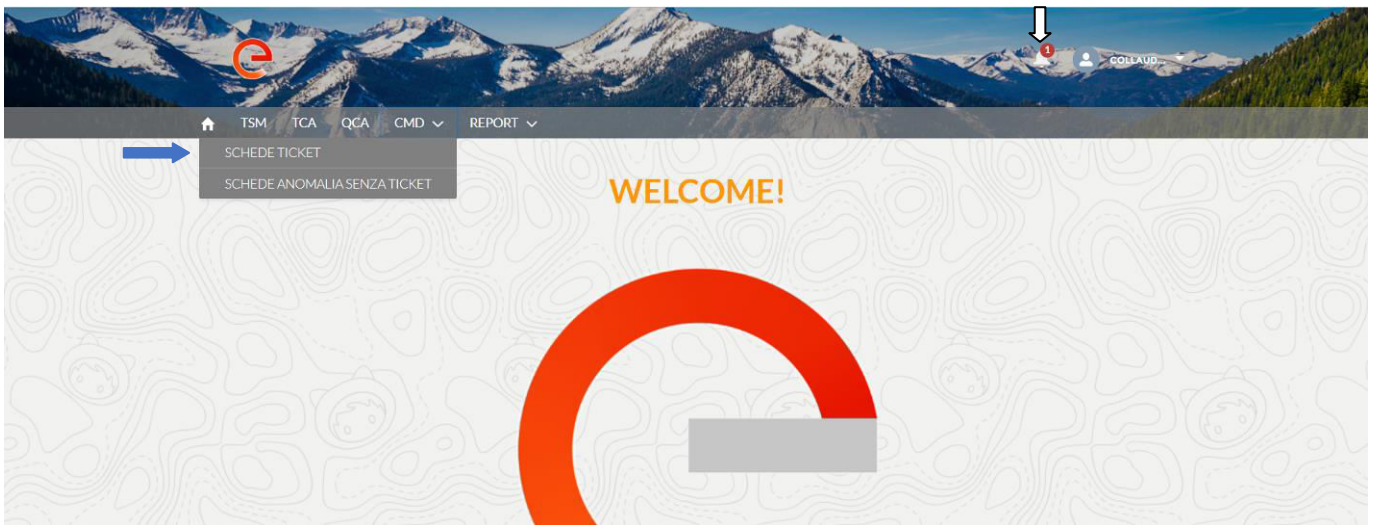 1
COLLAUD...
TSM TCA QCA CMD REPORT
SCHEDE TICKET
SCHEDE ANOMALIA SENZA TICKET
WELCOME!